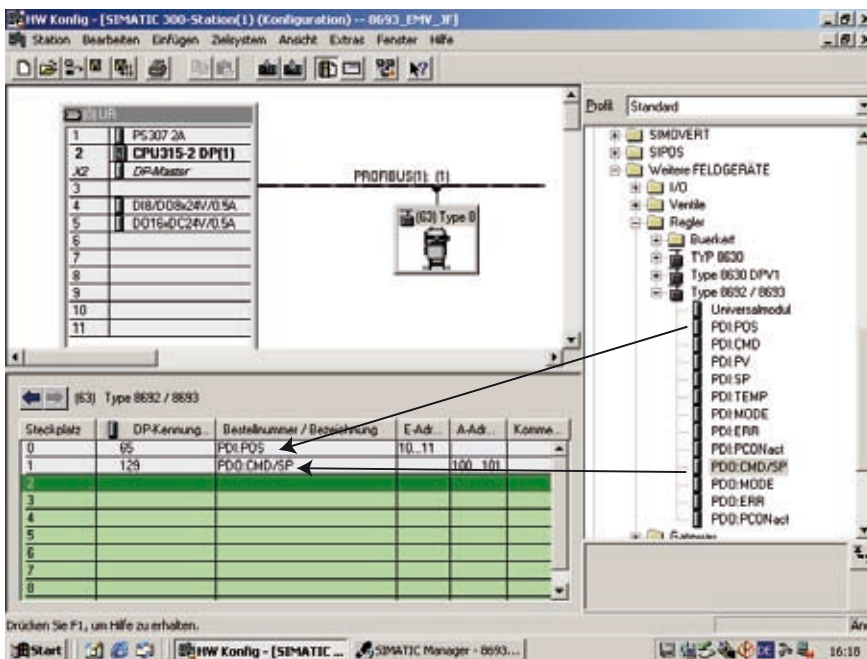 HW Konfig - [SIMATIC 300-Station(1) (Konfiguration) -- 8693_EMV_JF]
Station Bearbeiten Einfügen Zielsystem Ansicht Extras Fenster Hilfe
(0) UR
1 PS307 2A
2 CPU315-2 DP(1)
X2 DP-Master
3
4 DI8/DO8x24V/0.5A
5 DO16xDC24V/0.5A
6
7
8
9
10
11
PROFIBUS(1): (1)
(63) Type 8
Profil Standard
SIMOVERT
SIPOS
Weitere FELDGERÄTE
I/O
Ventile
Regler
Buerkert
TYP 8630
Type 8630 DPV1
Type 8692 / 8693
Universalmodul
PDI:POS
PDI:CMD
PDI:PV
PDI:SP
PDI:TEMP
PDI:MODE
PDI:ERR
PDI:PCONact
PDO:CMD/SP
PDO:MODE
PDO:ERR
PDO:PCONact
Gateway
(63) Type 8692 / 8693
Steckplatz DP-Kennung... Bestellnummer / Bezeichnung E-Adr... A-Adr... Komme...
0 65 PDI:POS 10...11
1 129 PDO:CMD/SP 100...101
2
3
4
5
6
7
8
Drücken Sie F1, um Hilfe zu erhalten.
Start HW Konfig - [SIMATIC ... SIMATIC Manager - 8693... DE 16:18